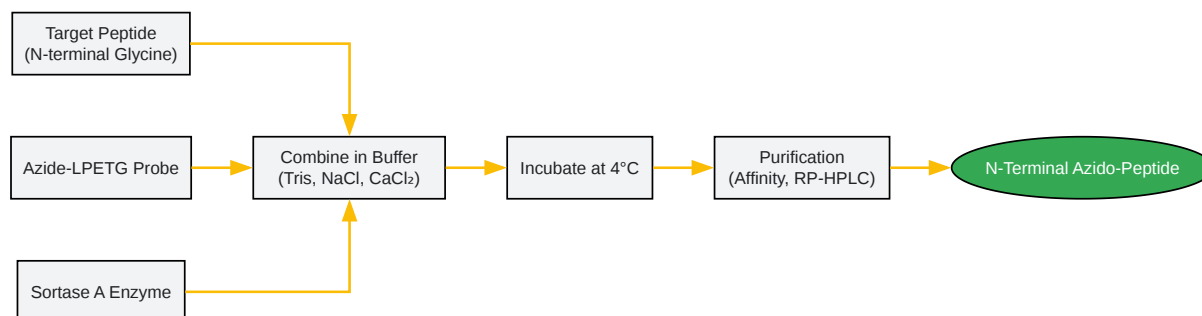 Target Peptide
(N-terminal Glycine)
Azide-LPETG Probe
Combine in Buffer
(Tris, NaCl, CaCl₂)
Incubate at 4°C
Purification
(Affinity, RP-HPLC)
N-Terminal Azido-Peptide
Sortase A Enzyme